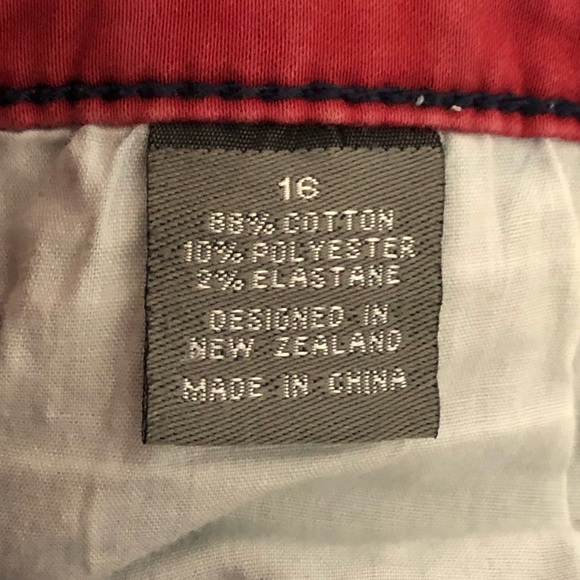 16
88% COTTON
10% POLYESTER
2% ELASTANE
DESIGNED IN
NEW ZEALAND
MADE IN CHINA